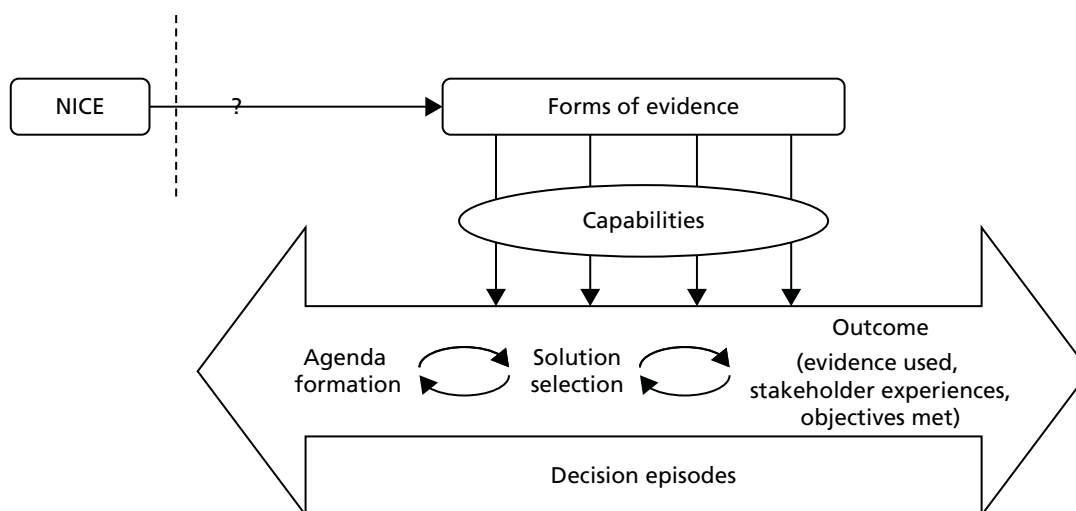 NICE
?
Forms of evidence
Capabilities
Agenda
formation
Solution
selection
Outcome
(evidence used,
stakeholder experiences,
objectives met)
Decision episodes